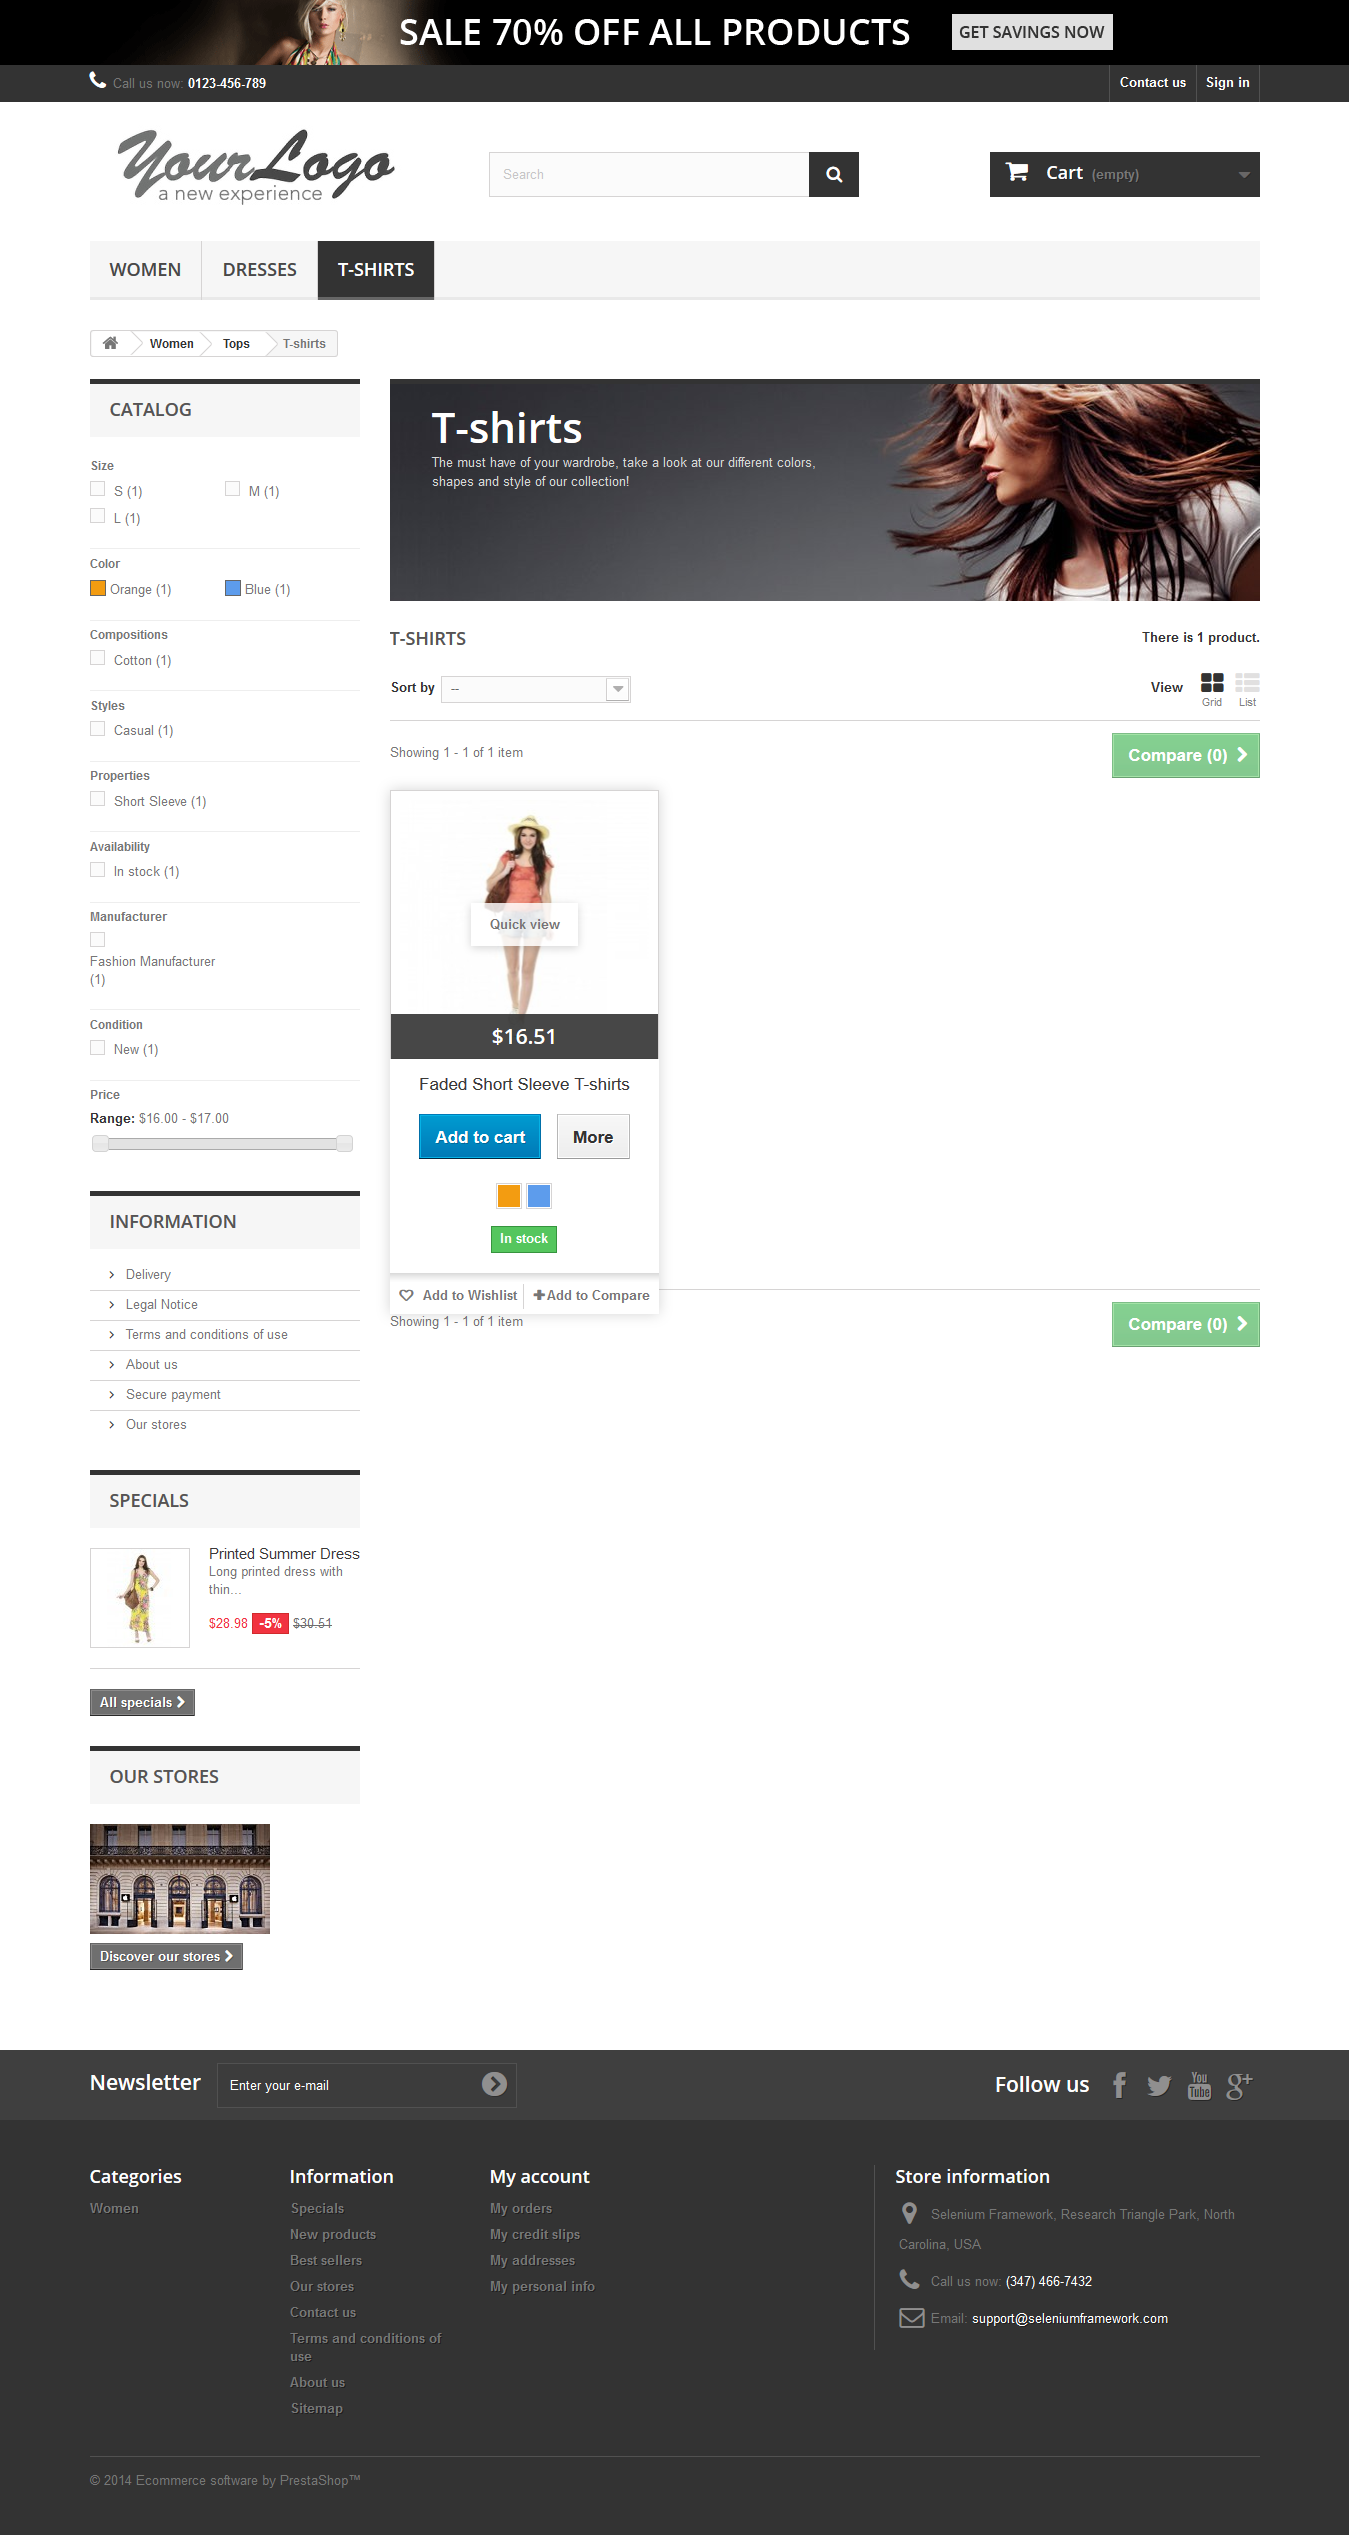 SALE 70% OFF ALL PRODUCTS
GET SAVINGS NOW
Call us now: 0123-456-789
Contact us
Sign in
YourLogo
a new experience
Search
Cart (empty)
WOMEN
DRESSES
T-SHIRTS
Women
Tops
T-shirts
CATALOG
Size
S (1)
M (1)
L (1)
Color
Orange (1)
Blue (1)
Compositions
Cotton (1)
Styles
Casual (1)
Properties
Short Sleeve (1)
Availability
In stock (1)
Manufacturer
Fashion Manufacturer
(1)
Condition
New (1)
Price
Range: $16.00 - $17.00
INFORMATION
Delivery
Legal Notice
Terms and conditions of use
About us
Secure payment
Our stores
SPECIALS
Printed Summer Dress
Long printed dress with
thin...
$28.98 -5% $30.51
All specials
OUR STORES
Discover our stores
T-shirts
The must have of your wardrobe, take a look at our different colors,
shapes and style of our collection!
T-SHIRTS
There is 1 product.
Sort by
--
View
Grid
List
Showing 1 - 1 of 1 item
Compare (0)
Quick view
$16.51
Faded Short Sleeve T-shirts
Add to cart
More
In stock
Add to Wishlist
Add to Compare
Showing 1 - 1 of 1 item
Compare (0)
Newsletter
Enter your e-mail
Follow us
You
Tube
Categories
Women
Information
Specials
New products
Best sellers
Our stores
Contact us
Terms and conditions of
use
About us
Sitemap
My account
My orders
My credit slips
My addresses
My personal info
Store information
Selenium Framework, Research Triangle Park, North
Carolina, USA
Call us now: (347) 466-7432
Email: support@seleniumframework.com
© 2014 Ecommerce software by PrestaShop™